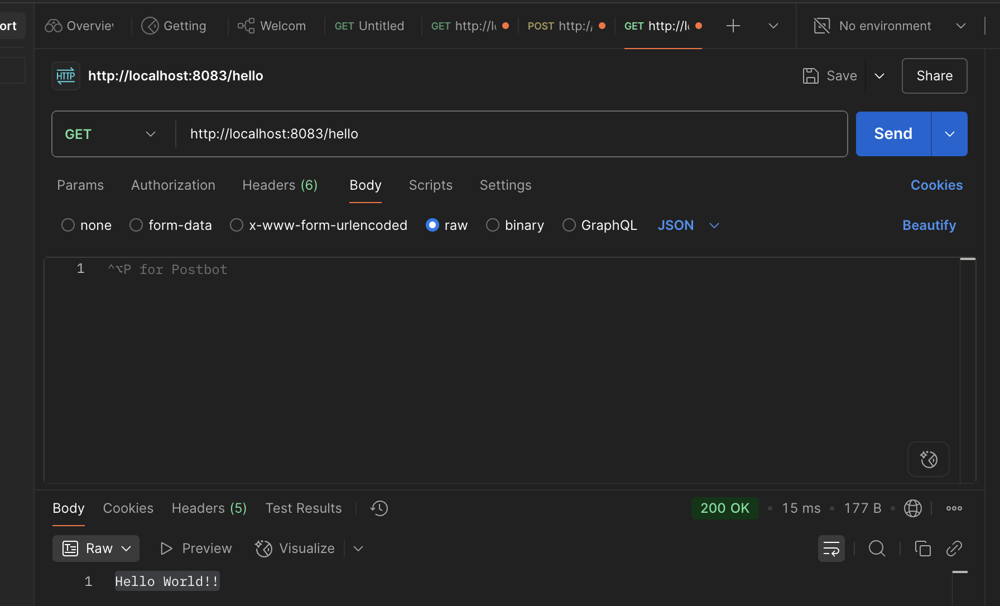 ort
Overvie
Getting
Welcom
GET Untitled
GET http://l
POST http:/
GET http://l
No environment
HTTP http://localhost:8083/hello
Save
Share
GET http://localhost:8083/hello
Send
Params Authorization Headers (6) Body Scripts Settings Cookies
none form-data x-www-form-urlencoded raw binary GraphQL JSON Beautify
1 ^⌥P for Postbot
Body Cookies Headers (5) Test Results 200 OK • 15 ms • 177 B •
Raw Preview Visualize
1 Hello World!!